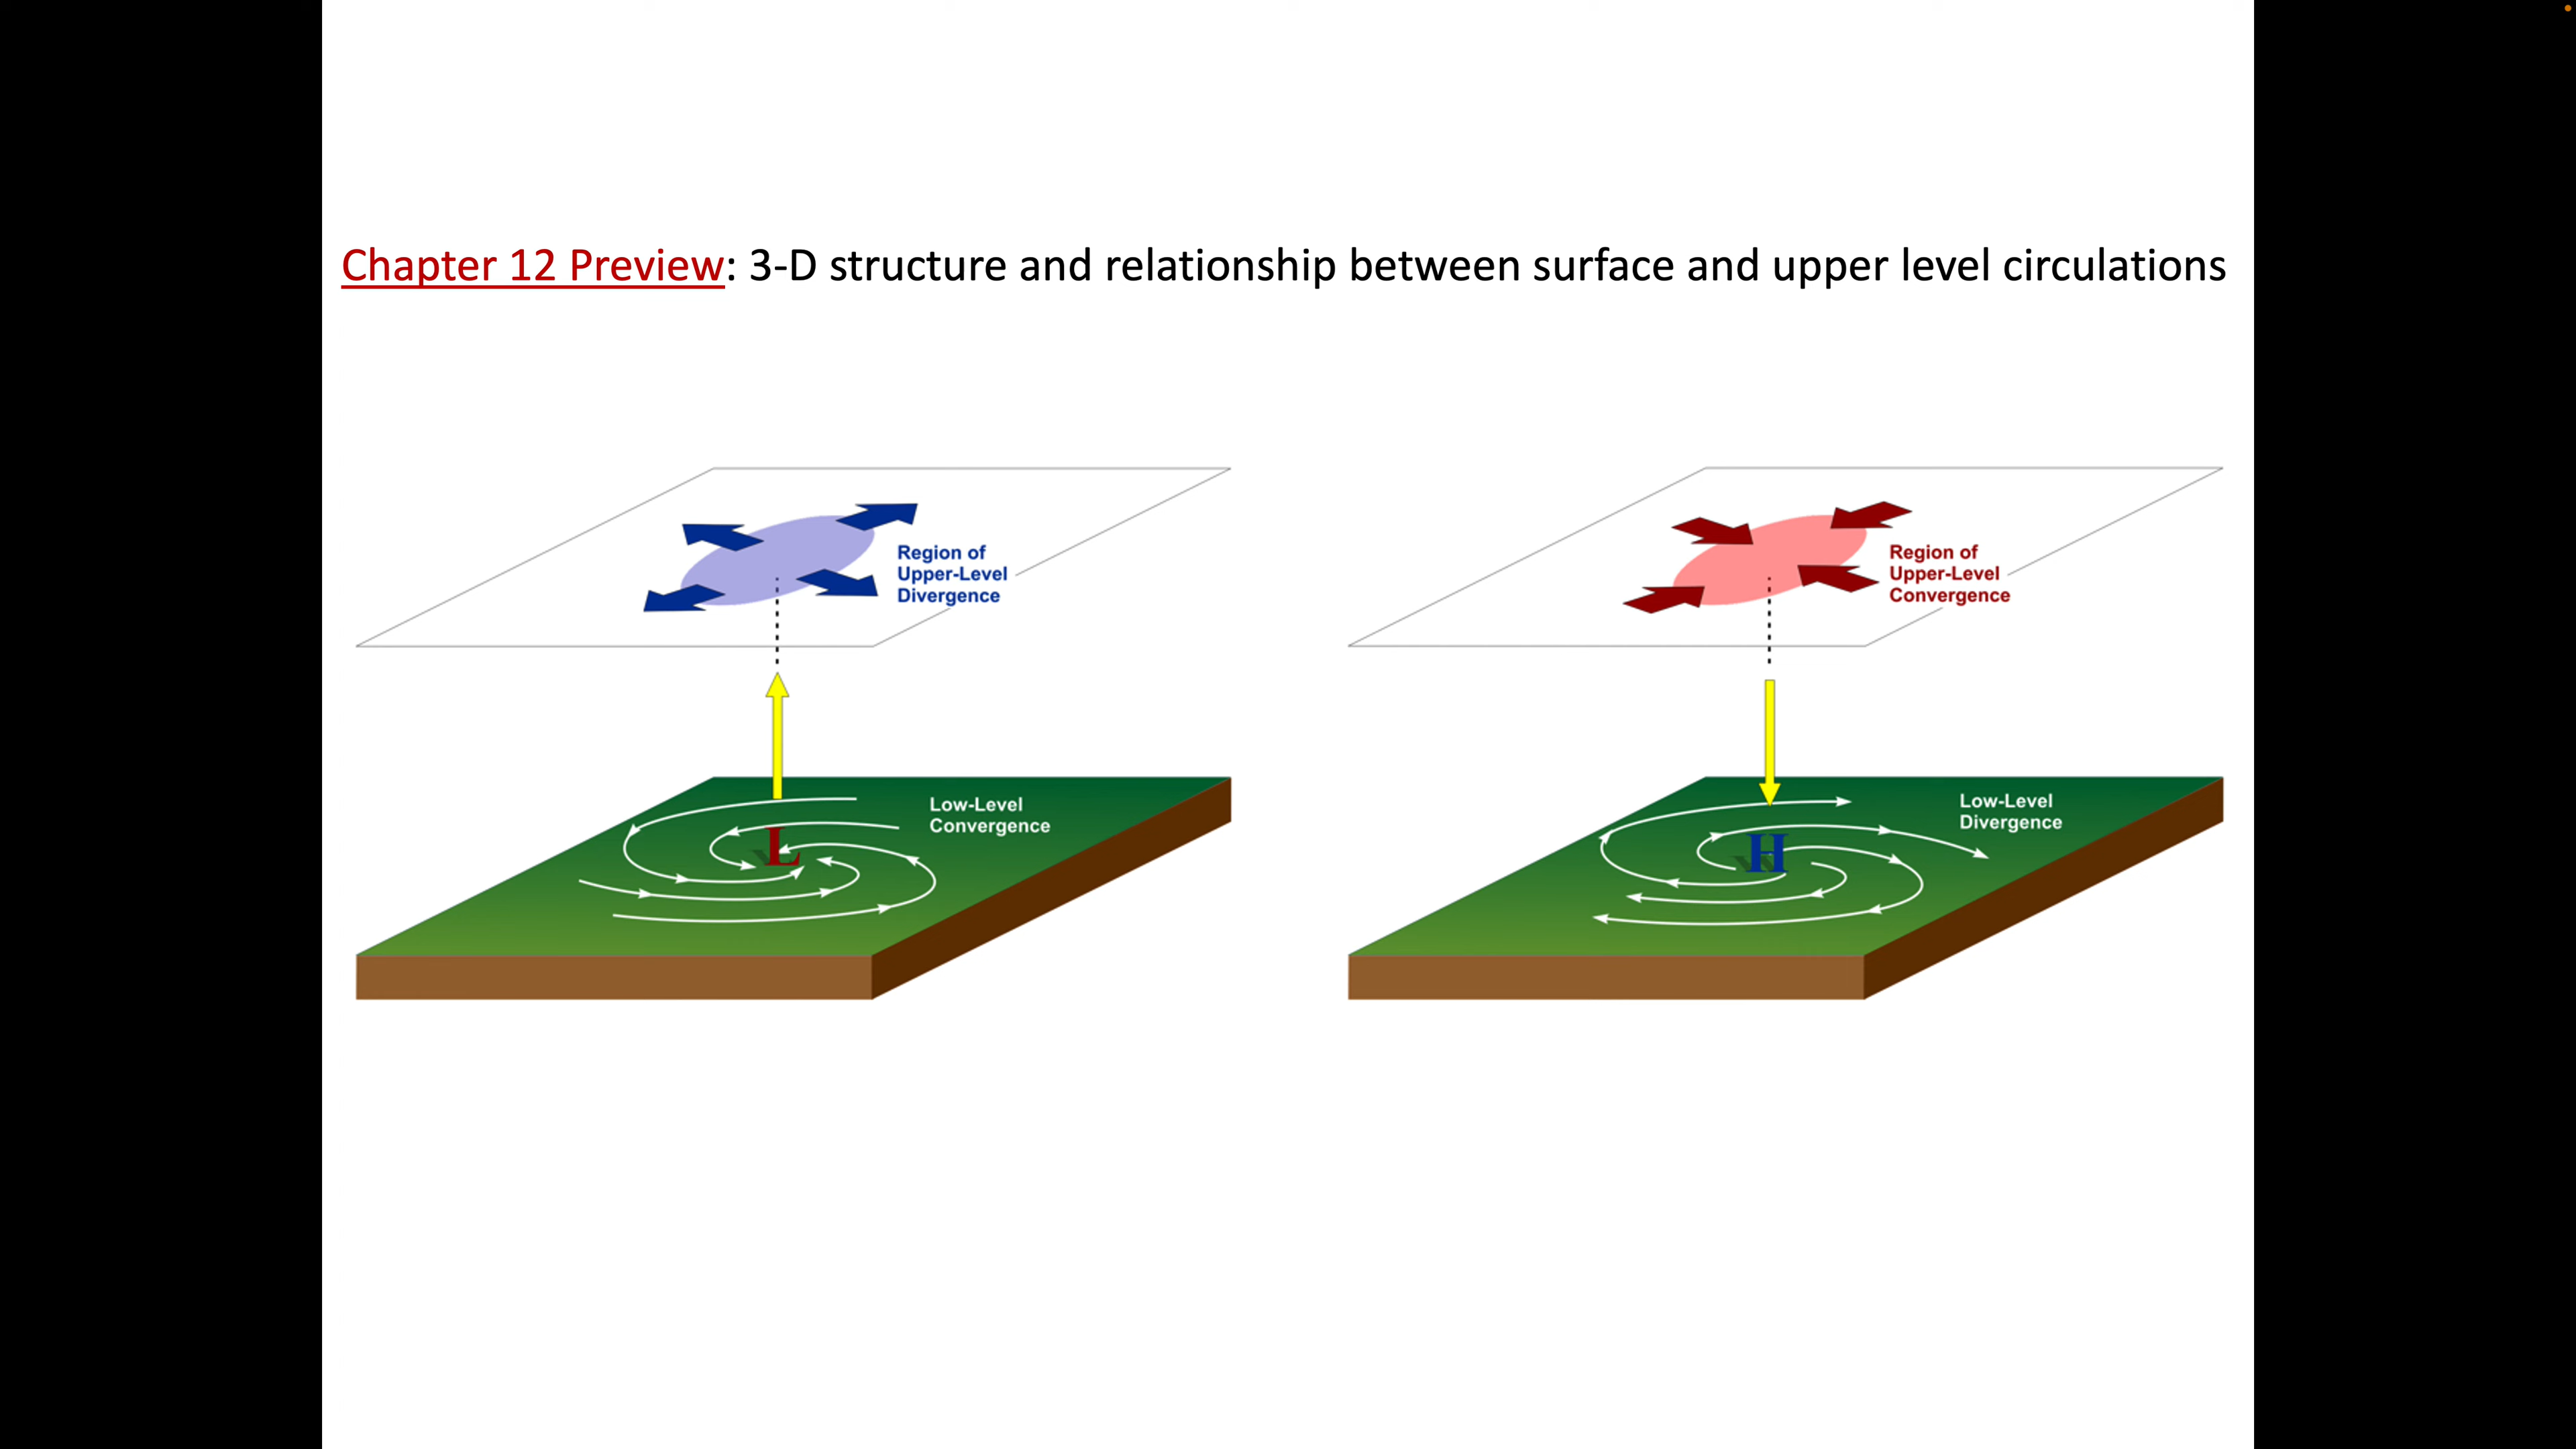 Chapter 12 Preview: 3-D structure and relationship between surface and upper level circulations
Region of
Upper-Level
Divergence
Low-Level
Convergence
L
Region of
Upper-Level
Convergence
Low-Level
Divergence
H